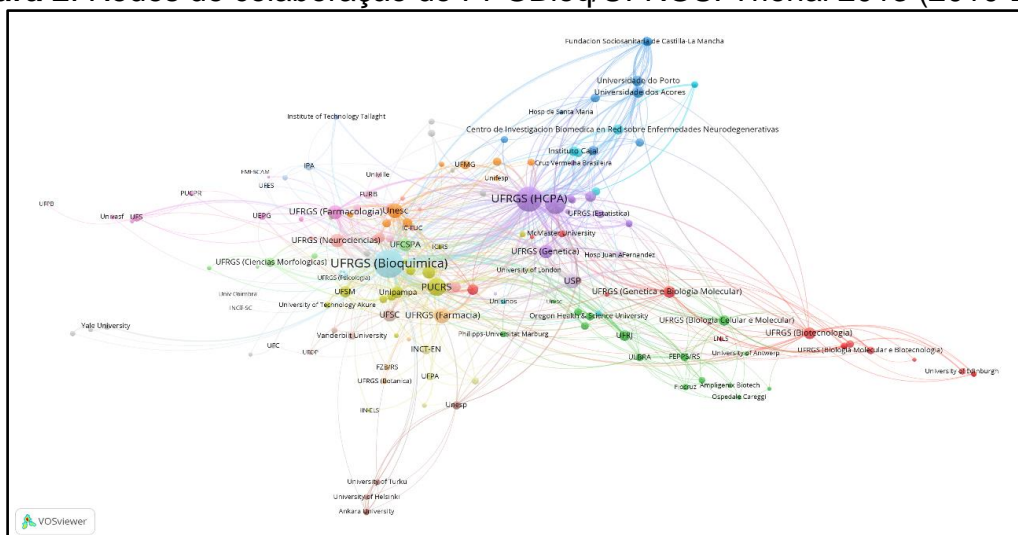 Fundacion Sociosanitaria de Castilla-La Mancha
Universidade do Porto
Universidade dos Acores
Hosp de Santa Maria
Institute of Technology Tallaght
Centro de Investigacion Biomedica en Red sobre Enfermedades Neurodegenerativas
Instituto Cajal
Cruz Vermelha Brasileira
IPA
UFMG
Univille
Unifesp
UFES
PUCPR
FURB
UFRGS (HCPA)
UFPB
Univasf
UFS
UEPG
UFRGS (Farmacologia)
Unesc
UFRGS (Estatistica)
McMaster University
UFRGS (Neurociencias)
UFCSPA
UFRGS (Genetica)
Hosp Juan AFernandez
UFRGS (Ciencias Morfologicas)
UFRGS (Bioquimica)
University of London
UFRGS (Psicologia)
USP
UFSM
Unipampa
PUCRS
UFRGS (Genetica e Biologia Molecular)
University of Technology Akure
Unisinos
UFSC
UFRGS (Farmacia)
Oregon Health & Science University
UFRGS (Biologia Celular e Molecular)
Yale University
Vanderbilt University
Philipps-Universitat Marburg
UFRJ
UFRGS (Biotecnologia)
LNLS
UFC
INCT-EN
ULBRA
FEPPS/RS
University of Antwerp
UFRGS (Biologia Molecular e Biotecnologia)
FZB/RS
UFRGS (Botanica)
UFPA
Fiocruz
Ampligenix Biotech
Ospedale Careggi
University of Edinburgh
Unesp
University of Turku
University of Helsinki
Ankara University
VOSviewer